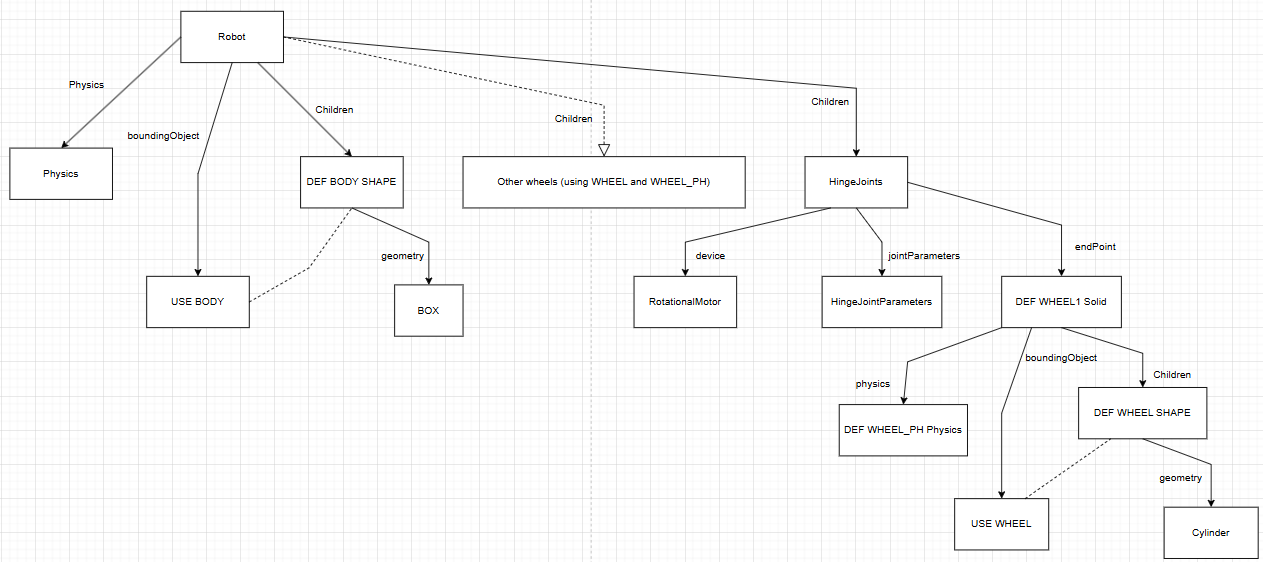 Robot
Physics
Children
Children
Children
boundingObject
Physics
DEF BODY SHAPE
Other wheels (using WHEEL and WHEEL_PH)
HingeJoints
geometry
device
jointParameters
endPoint
USE BODY
BOX
RotationalMotor
HingeJointParameters
DEF WHEEL1 Solid
boundingObject
physics
Children
DEF WHEEL_PH Physics
DEF WHEEL SHAPE
geometry
USE WHEEL
Cylinder